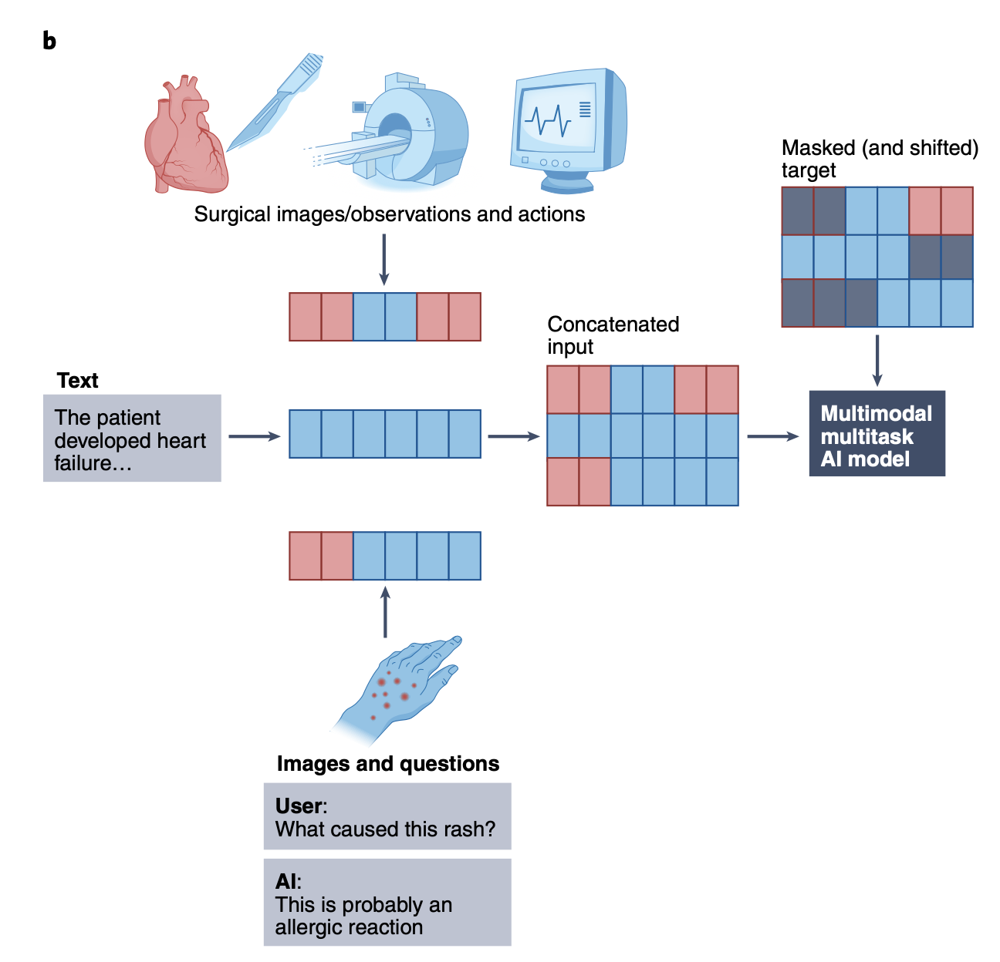 b
Surgical images/observations and actions
Masked (and shifted)
target
Concatenated
input
Text
The patient
developed heart
failure…
Multimodal
multitask
AI model
Images and questions
User:
What caused this rash?
AI:
This is probably an
allergic reaction